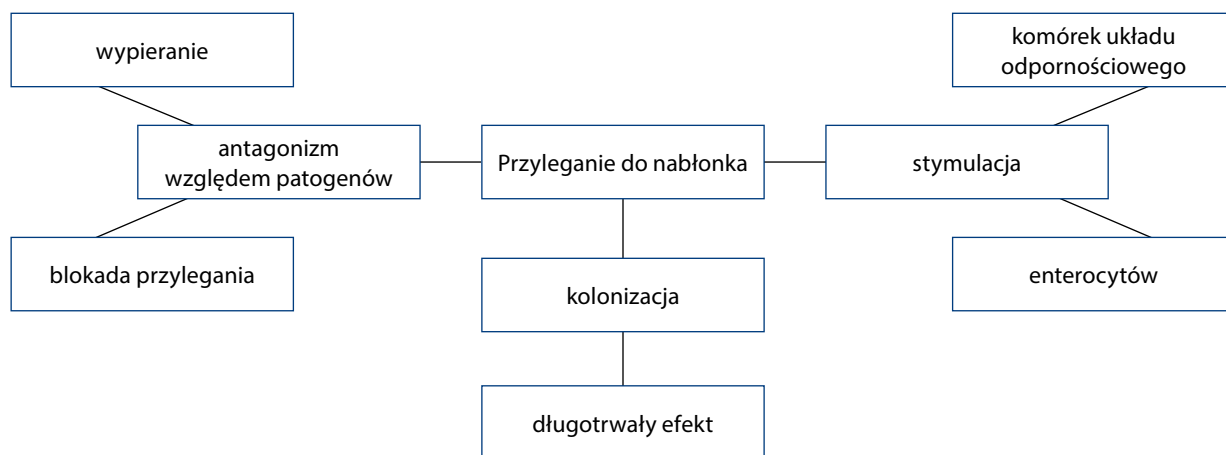 wypieranie
komórek układu
odpornościowego
antagonizm
względem patogenów
Przyleganie do nabłonka
stymulacja
blokada przylegania
kolonizacja
enterocytów
długotrwały efekt